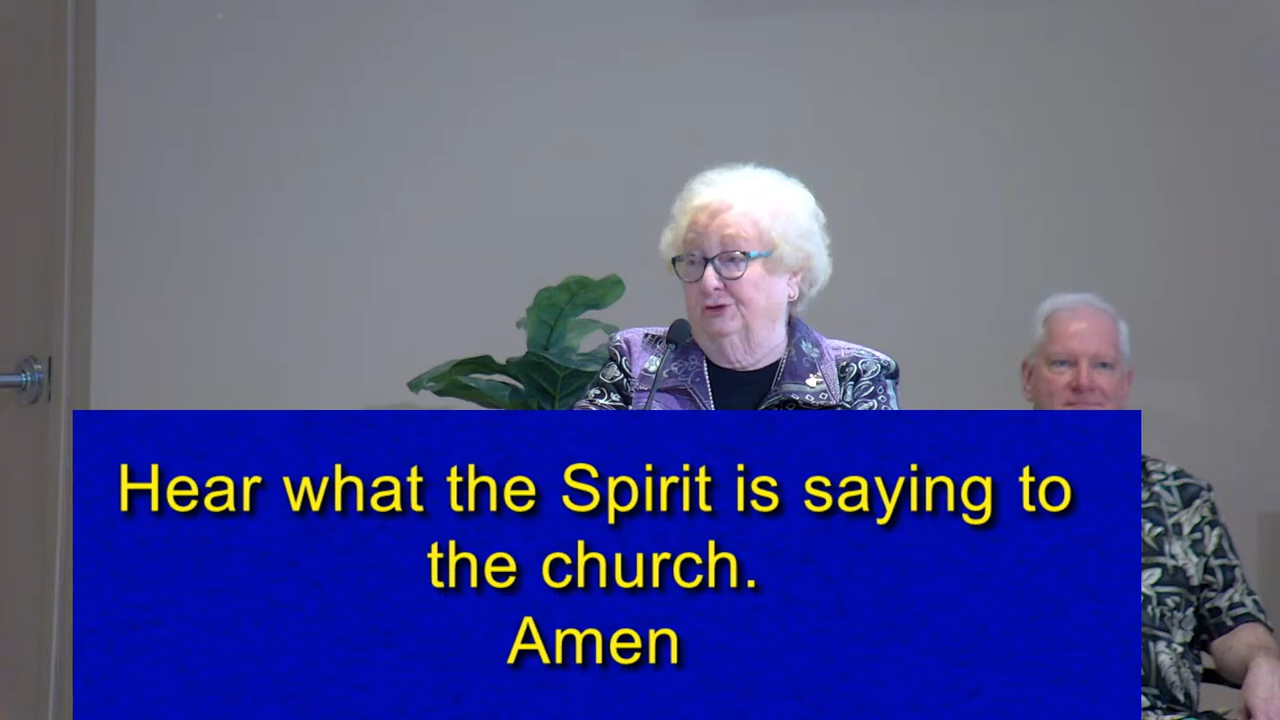 Hear what the Spirit is saying to
the church.
Amen